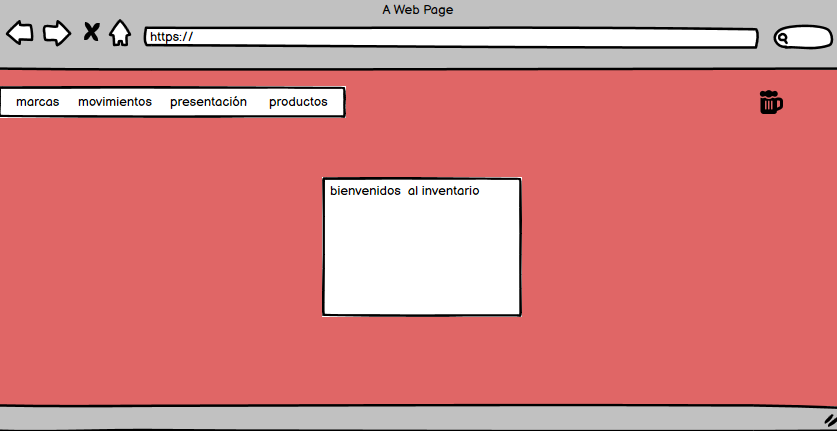 A Web Page
https://
marcas movimientos presentación productos
bienvenidos al inventario